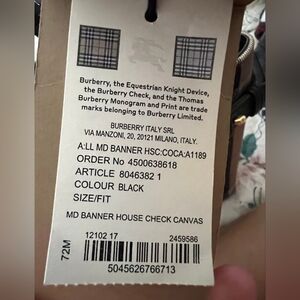 Burberry, the Equestrian Knight Device,
the Burberry Check, and the Thomas
Burberry Monogram and Print are trade
marks belonging to Burberry Limited.
BURBERRY ITALY SRL
VIA MANZONI, 20, 20121 MILANO, ITALY.
A:LL MD BANNER HSC:COCA:A1189
ORDER No 4500638618
ARTICLE 8046382 1
COLOUR BLACK
SIZE/FIT
MD BANNER HOUSE CHECK CANVAS
72M
12102 17 2459586
5045626766713